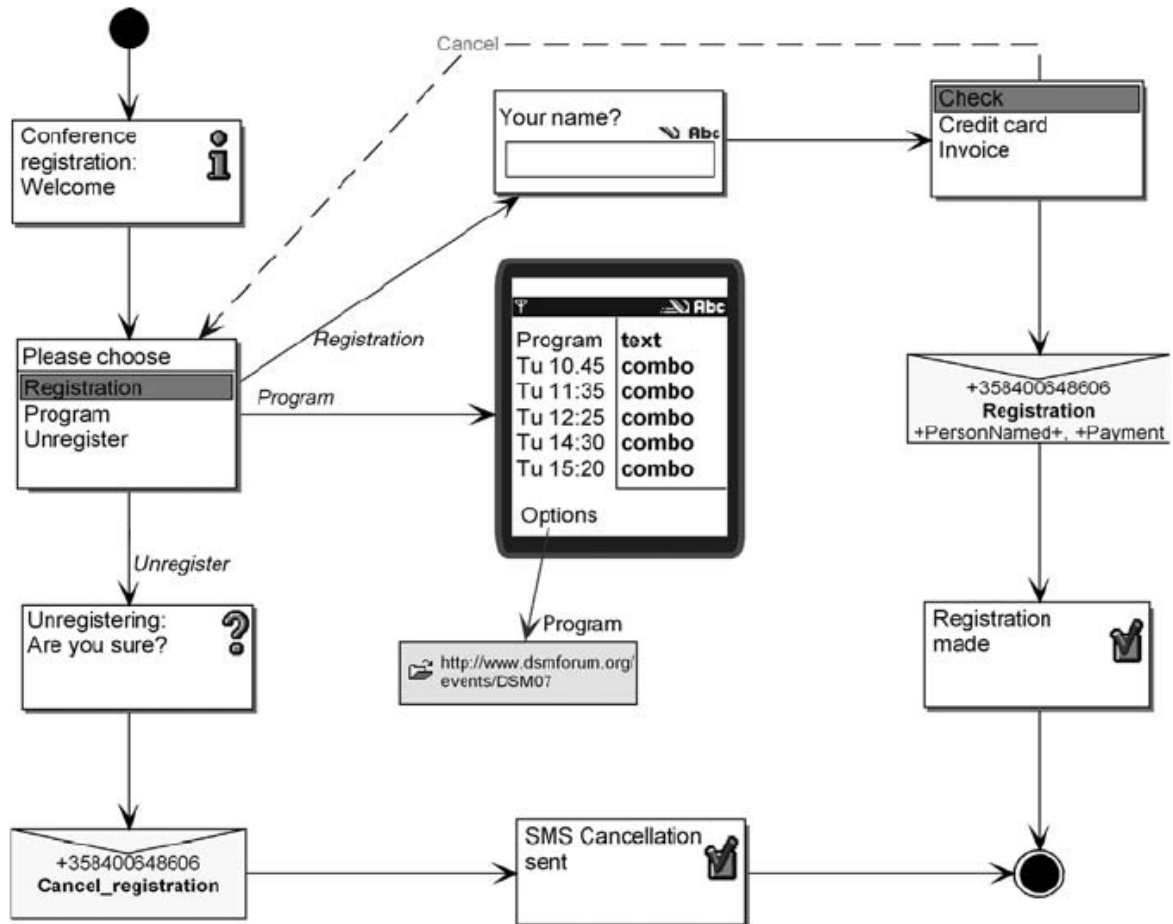 Cancel
Conference
registration:
Welcome
Your name?
Abc
Check
Credit card
Invoice
Abc
Program text
Tu 10.45 combo
Tu 11:35 combo
Tu 12:25 combo
Tu 14:30 combo
Tu 15:20 combo
Options
Registration
Program
Please choose
Registration
Program
Unregister
+358400648606
Registration
+PersonNamed+, +Payment
Unregister
Unregistering:
Are you sure?
Program
http://www.dsmforum.org/
events/DSM07
Registration
made
+358400648606
Cancel_registration
SMS Cancellation
sent